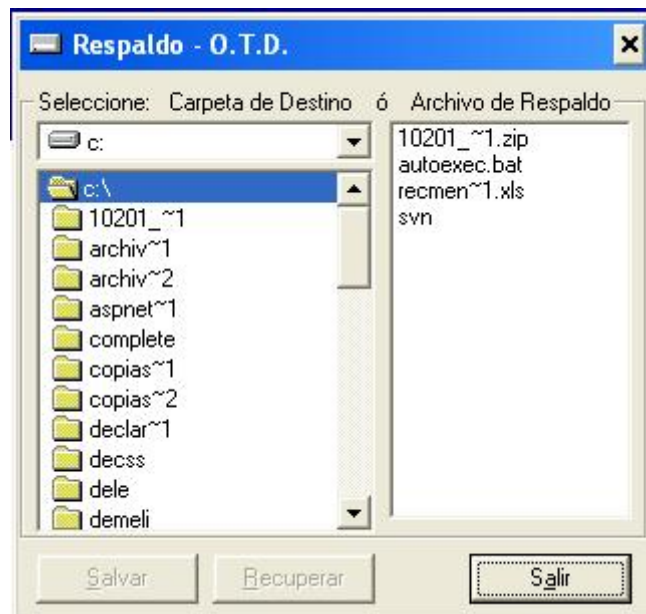 Respaldo - O.T.D.
Seleccione: Carpeta de Destino ó Archivo de Respaldo
c:
c:\
10201_~1
archiv~1
archiv~2
aspnet~1
complete
copias~1
copias~2
declar~1
decss
dele
demeli
10201_~1.zip
autoexec.bat
recmen~1.xls
svn
Salvar
Recuperar
Salir